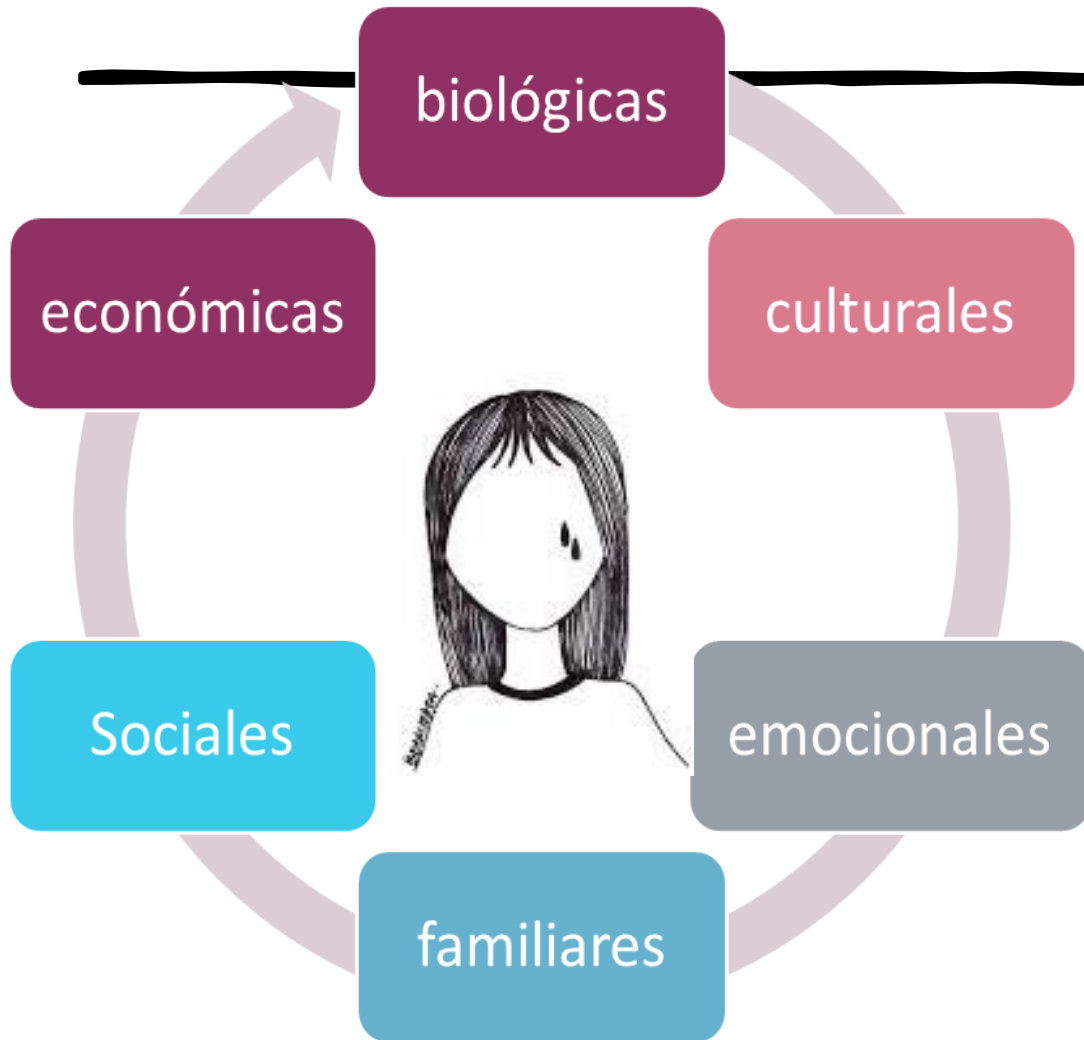 biológicas
culturales
emocionales
familiares
Sociales
económicas